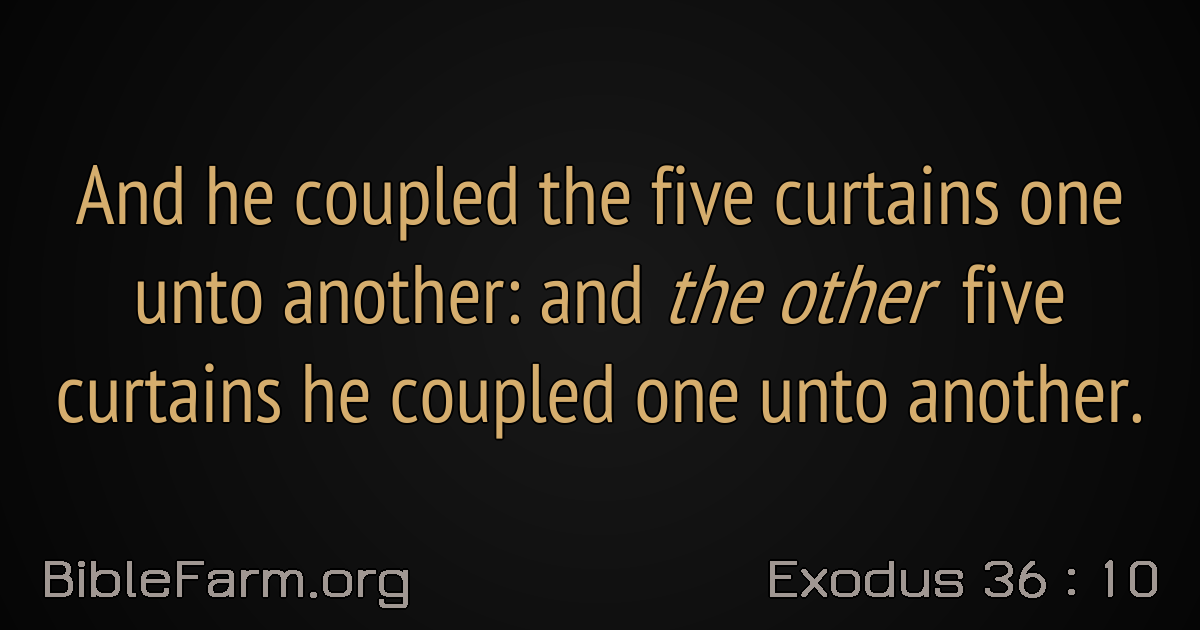 And he coupled the five curtains one
unto another: and the other five
curtains he coupled one unto another.
BibleFarm.org
Exodus 36 : 10